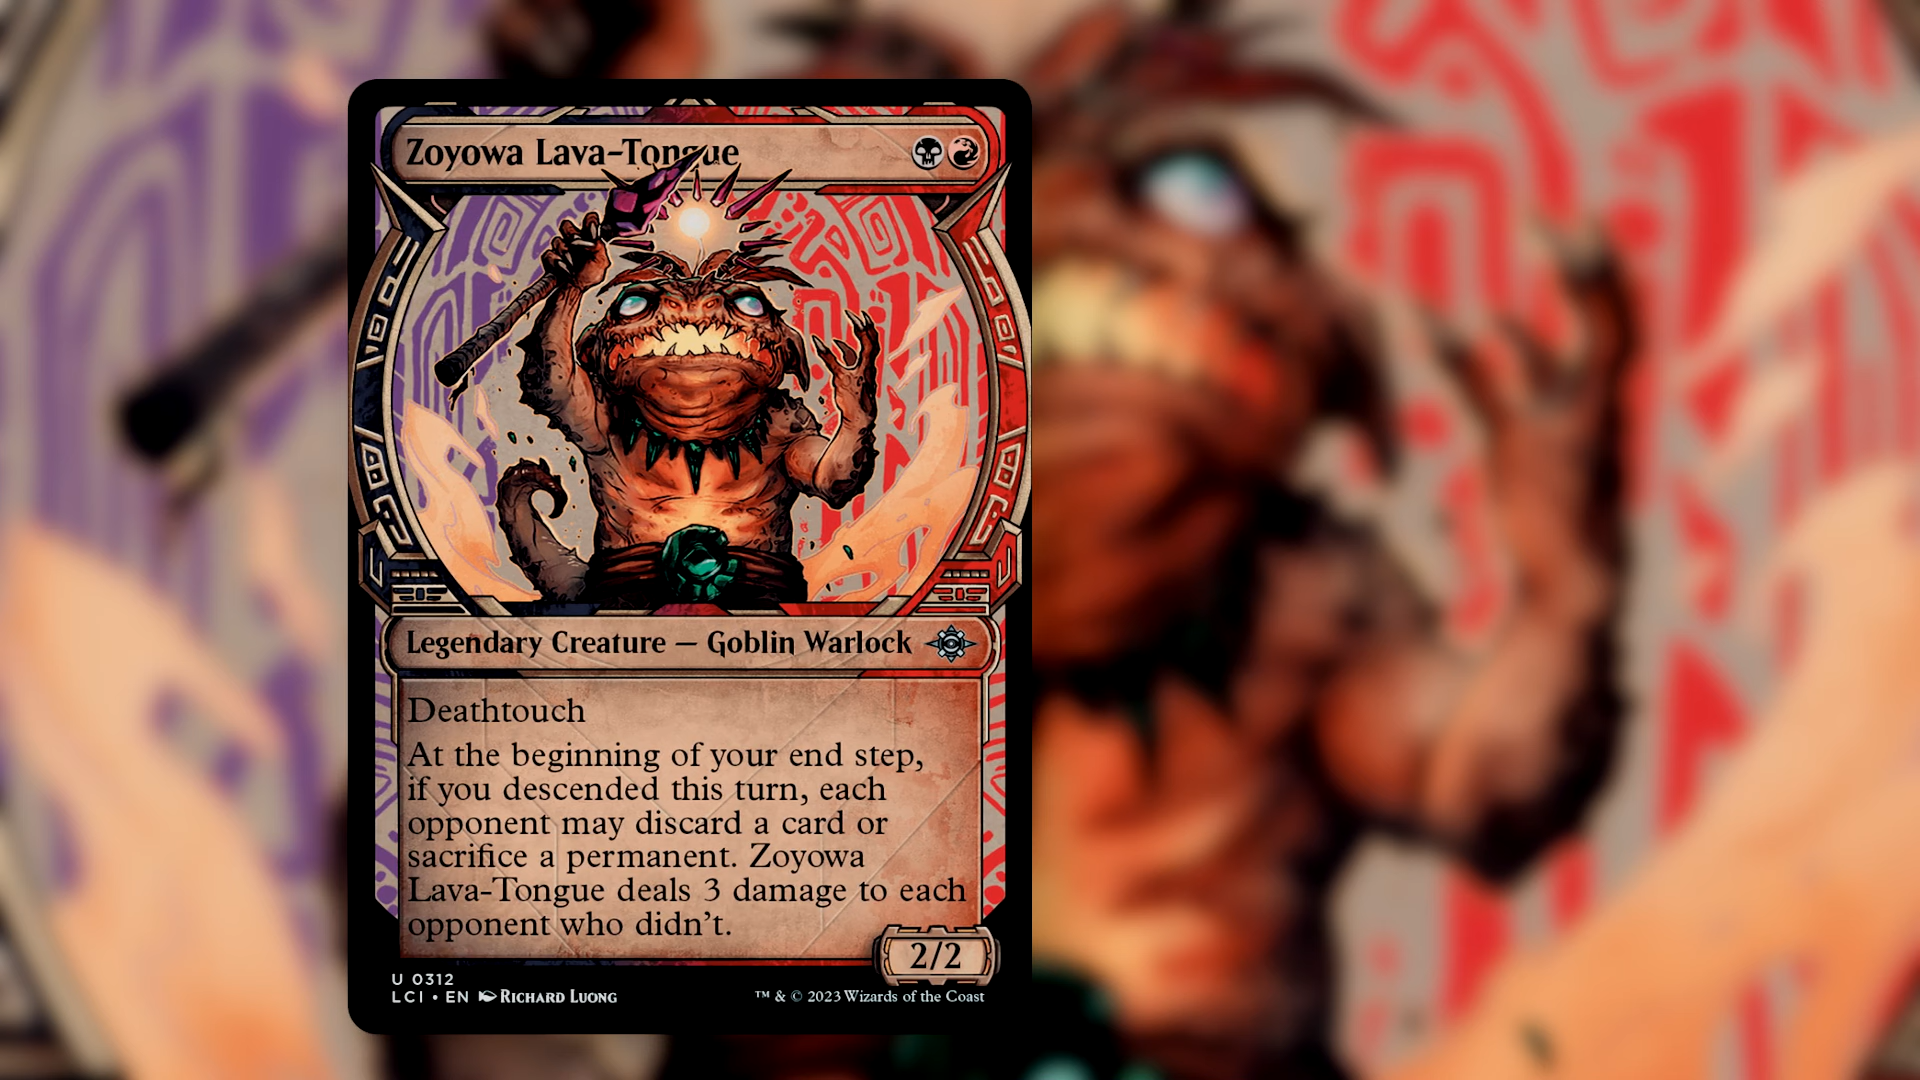 Zoyowa Lava-Tongue
Legendary Creature — Goblin Warlock
Deathtouch
At the beginning of your end step,
if you descended this turn, each
opponent may discard a card or
sacrifice a permanent. Zoyowa
Lava-Tongue deals 3 damage to each
opponent who didn't.
2/2
U 0312
LCI • EN Richard Luong
™ & © 2023 Wizards of the Coast